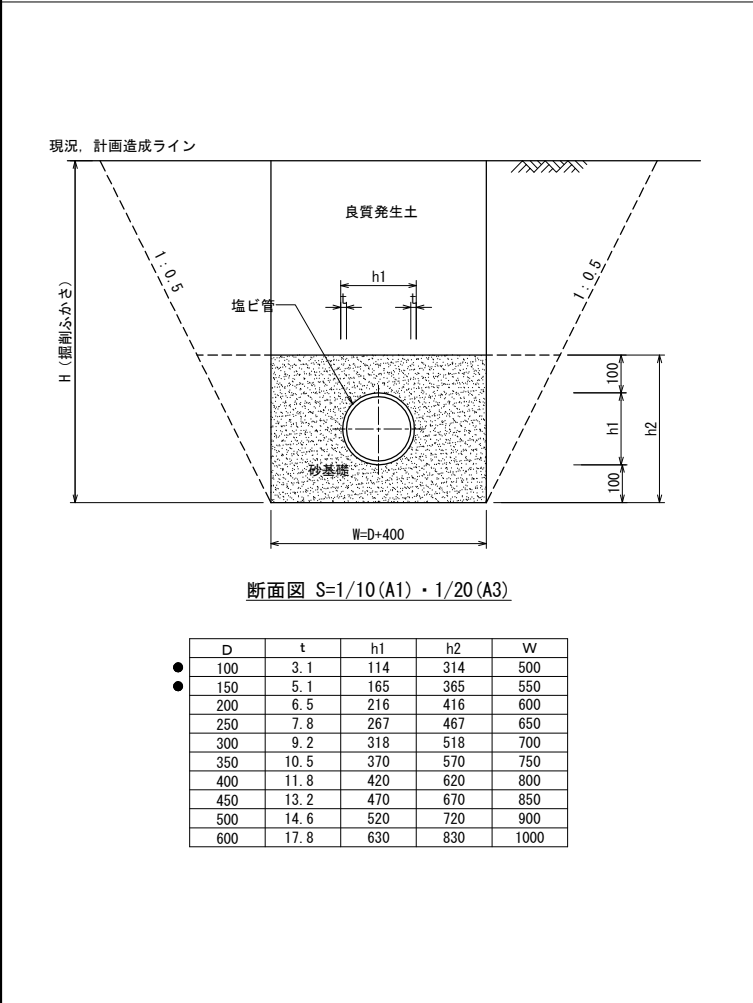 現況, 計画造成ライン
良質発生土
h1
t
t
塩ビ管
1:0.5
1:0.5
H (掘削ふかさ)
100
h1
h2
100
砂基礎
W=D+400
断面図 S=1/10(A1)・1/20(A3)
D t h1 h2 W
● 100 3.1 114 314 500
● 150 5.1 165 365 550
200 6.5 216 416 600
250 7.8 267 467 650
300 9.2 318 518 700
350 10.5 370 570 750
400 11.8 420 620 800
450 13.2 470 670 850
500 14.6 520 720 900
600 17.8 630 830 1000